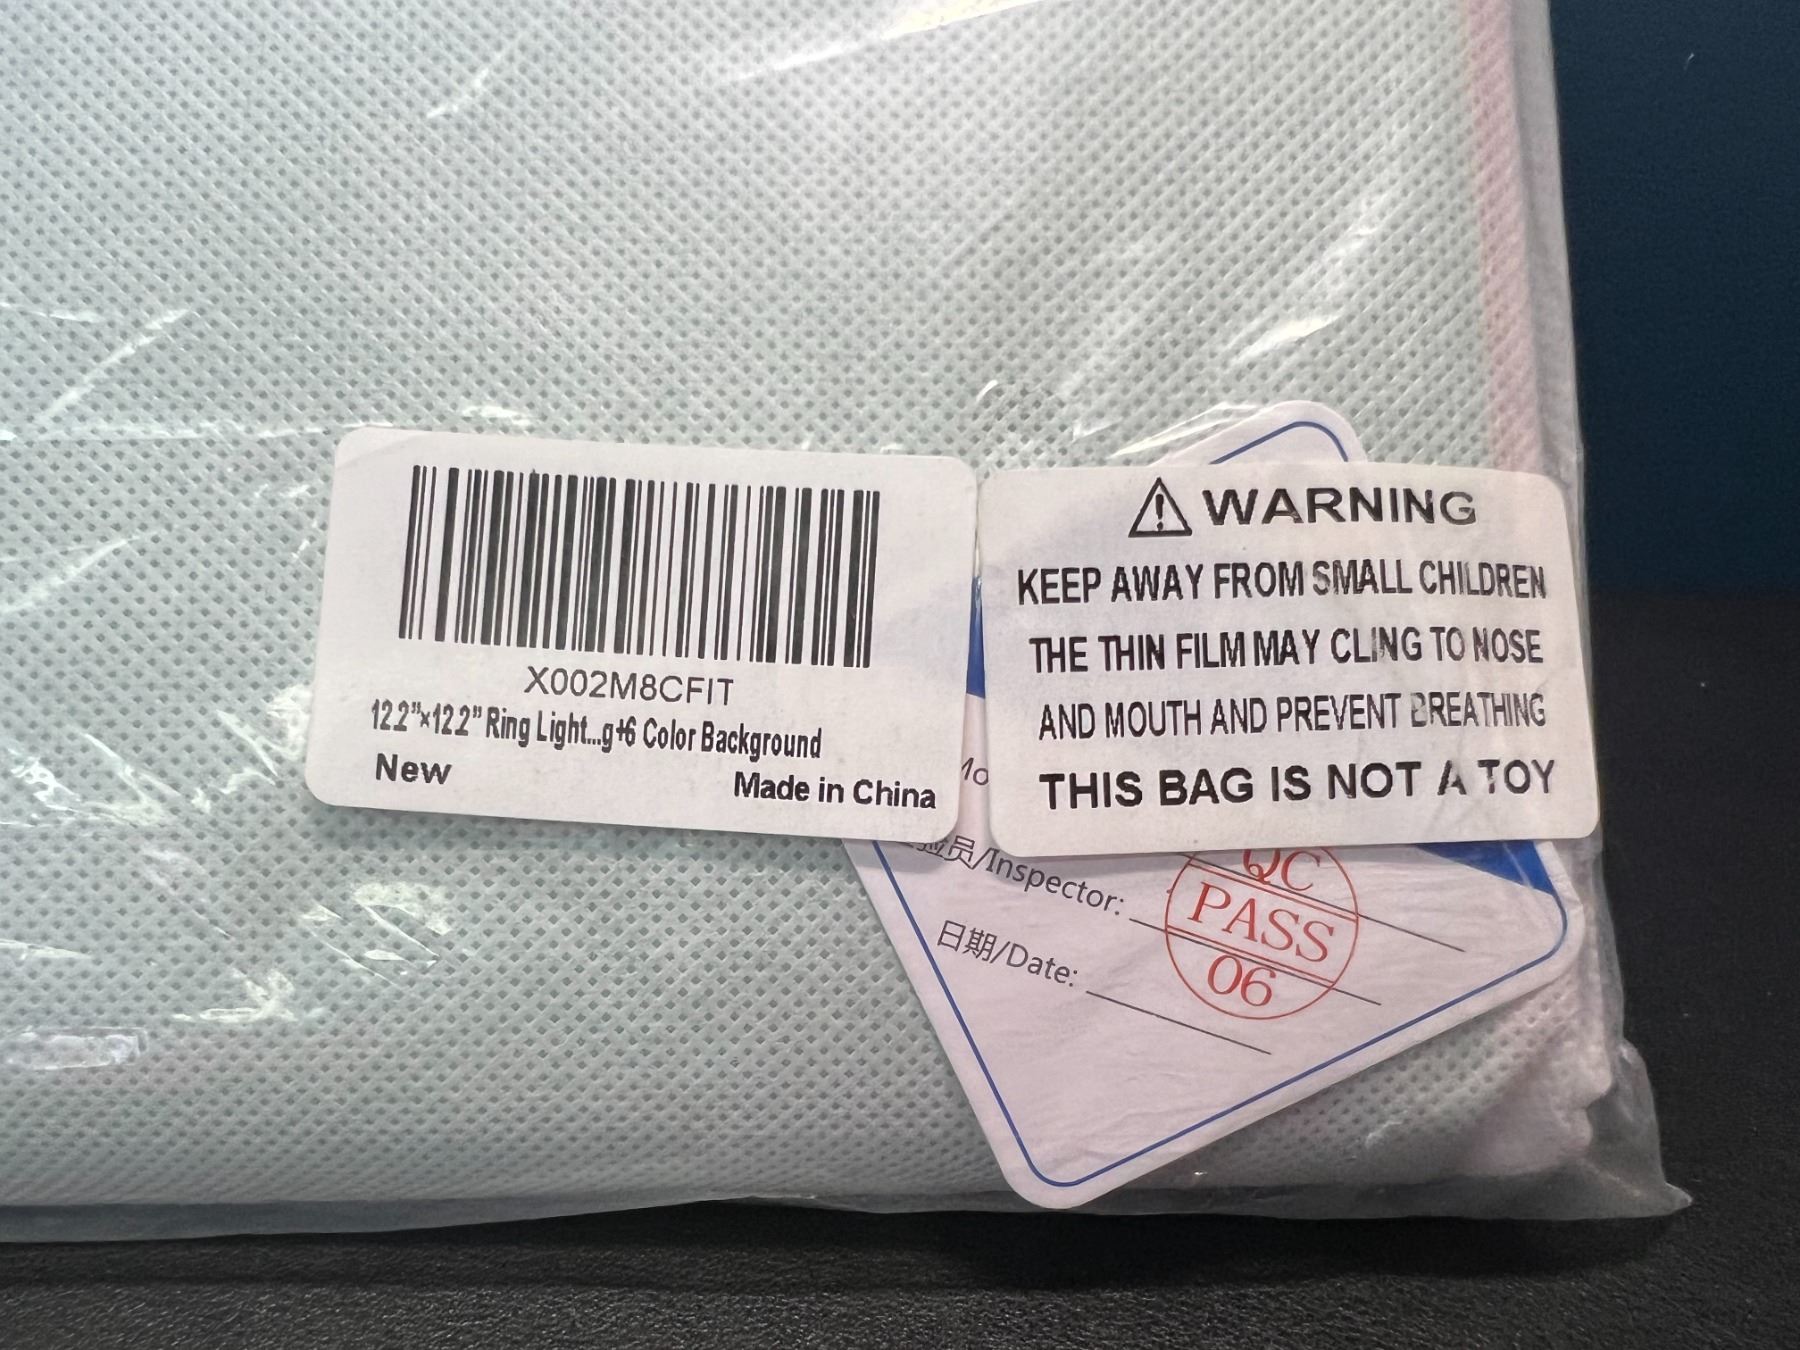 X002M8CFIT
12.2”×12.2” Ring Light...g+6 Color Background
New
Made in China
WARNING
KEEP AWAY FROM SMALL CHILDREN
THE THIN FILM MAY CLING TO NOSE
AND MOUTH AND PREVENT BREATHING
THIS BAG IS NOT A TOY
验员/Inspector:
日期/Date:
QC
PASS
06